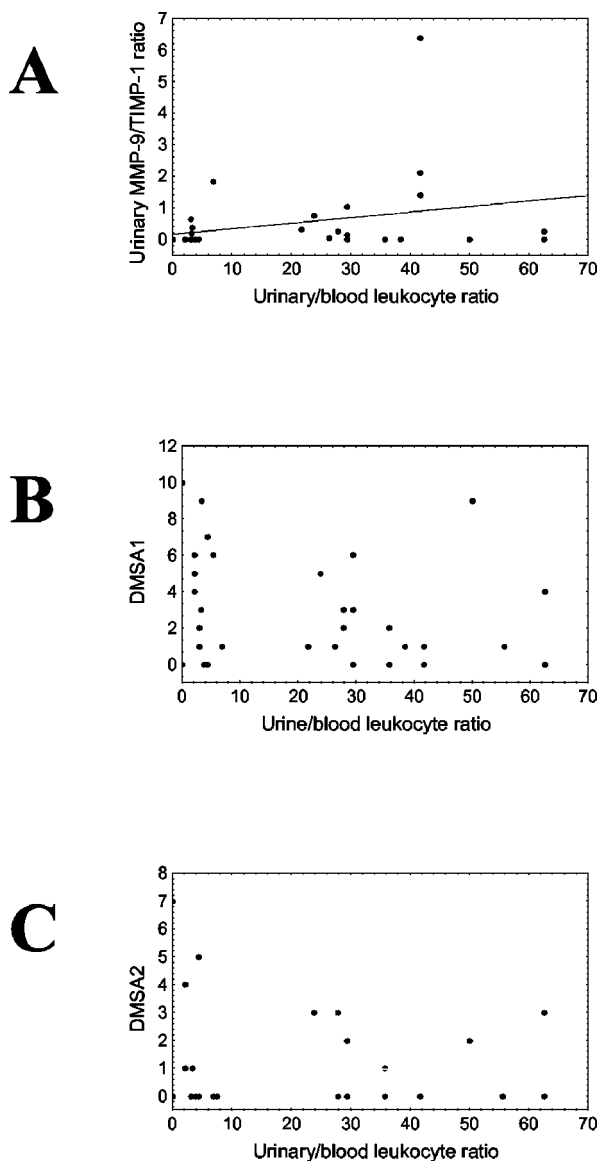 A
Urinary MMP-9/TIMP-1 ratio
7
6
5
4
3
2
1
0
0 10 20 30 40 50 60 70
Urinary/blood leukocyte ratio
B
DMSA1
12
10
8
6
4
2
0
0 10 20 30 40 50 60 70
Urine/blood leukocyte ratio
C
DMSA2
8
7
6
5
4
3
2
1
0
0 10 20 30 40 50 60 70
Urinary/blood leukocyte ratio